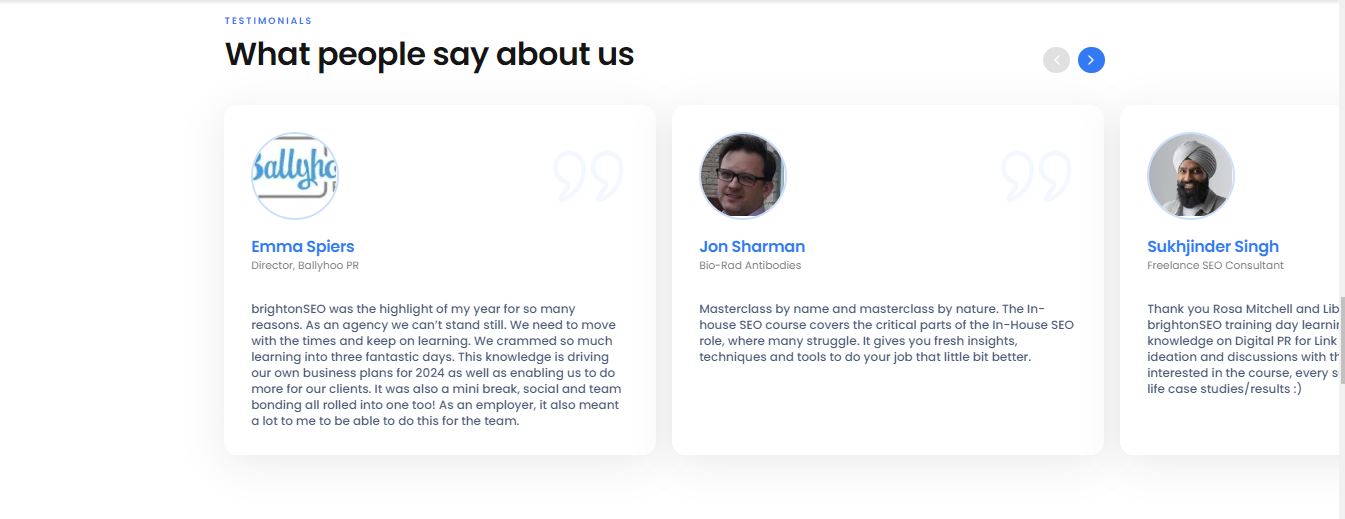 TESTIMONIALS
What people say about us
Ballyho
Emma Spiers
Director, Ballyhoo PR
brightonSEO was the highlight of my year for so many
reasons. As an agency we can’t stand still. We need to move
with the times and keep on learning. We crammed so much
learning into three fantastic days. This knowledge is driving
our own business plans for 2024 as well as enabling us to do
more for our clients. It was also a mini break, social and team
bonding all rolled into one too! As an employer, it also meant
a lot to me to be able to do this for the team.
Jon Sharman
Bio-Rad Antibodies
Masterclass by name and masterclass by nature. The In-
house SEO course covers the critical parts of the In-House SEO
role, where many struggle. It gives you fresh insights,
techniques and tools to do your job that little bit better.
Sukhjinder Singh
Freelance SEO Consultant
Thank you Rosa Mitchell and Lib
brightonSEO training day learnin
knowledge on Digital PR for Link
ideation and discussions with th
interested in the course, every s
life case studies/results :)